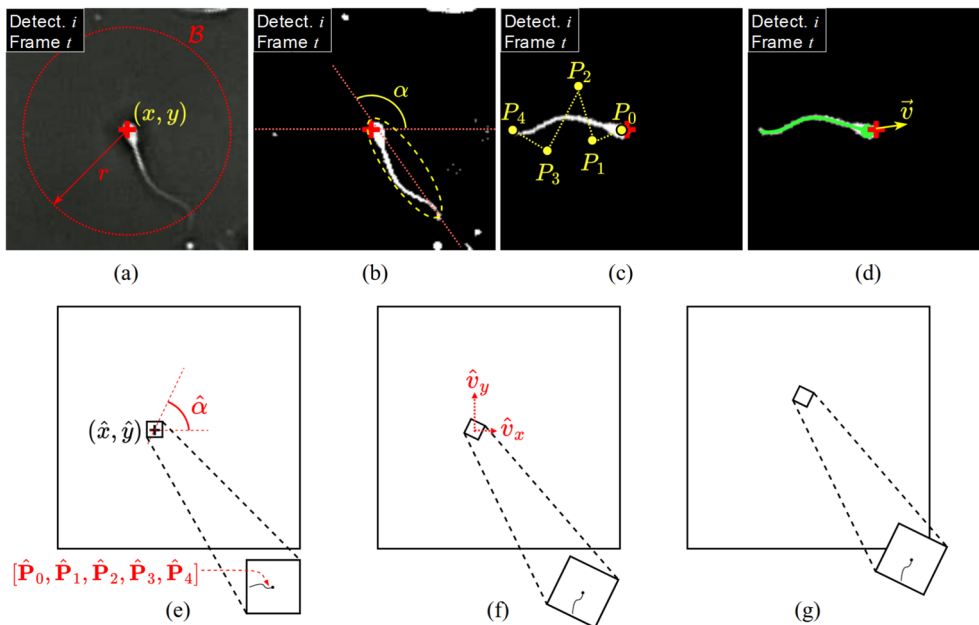 Detect. i
Frame t
B
(x, y)
r
(a)
Detect. i
Frame t
α
(b)
Detect. i
Frame t
P₂
P₄
P₀
P₁
P₃
(c)
Detect. i
Frame t
v⃗
(d)
α̂
(x̂, ŷ)
[P̂₀, P̂₁, P̂₂, P̂₃, P̂₄]
(e)
v̂y
v̂x
(f)
(g)